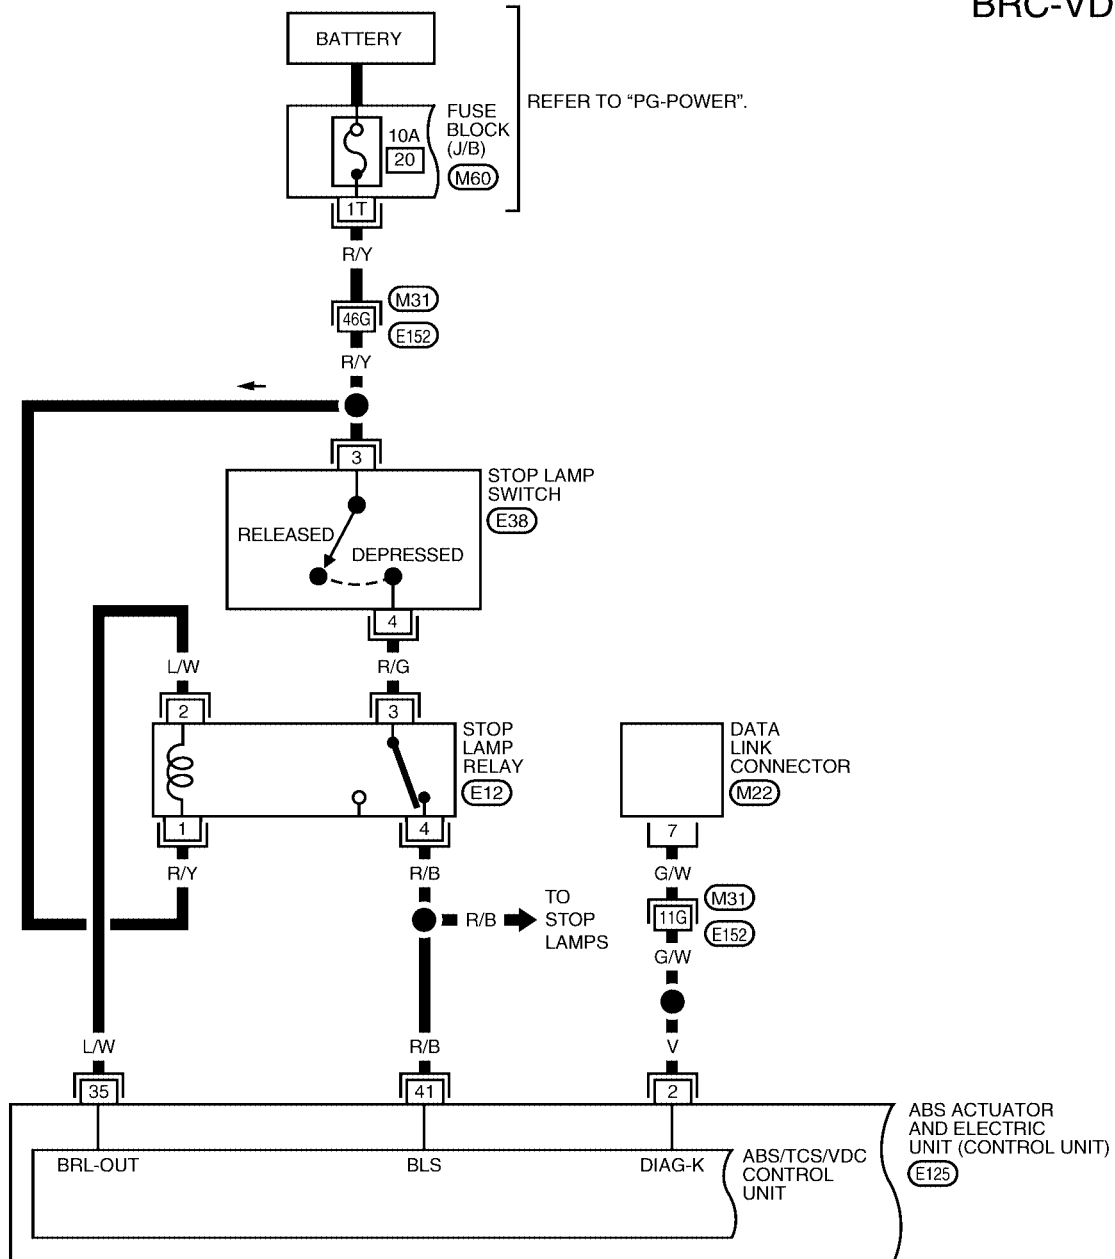 BRC-VD
BATTERY
REFER TO “PG-POWER”.
FUSE
BLOCK
(J/B)
M60
10A
20
1T
R/Y
M31
46G
E152
R/Y
3
STOP LAMP
SWITCH
E38
RELEASED
DEPRESSED
4
L/W
R/G
2
3
STOP
LAMP
RELAY
E12
DATA
LINK
CONNECTOR
M22
1
4
7
R/Y
R/B
G/W
M31
11G
E152
R/B
TO
STOP
LAMPS
G/W
L/W
R/B
V
35
41
2
ABS ACTUATOR
AND ELECTRIC
UNIT (CONTROL UNIT)
E125
BRL-OUT
BLS
DIAG-K
ABS/TCS/VDC
CONTROL
UNIT